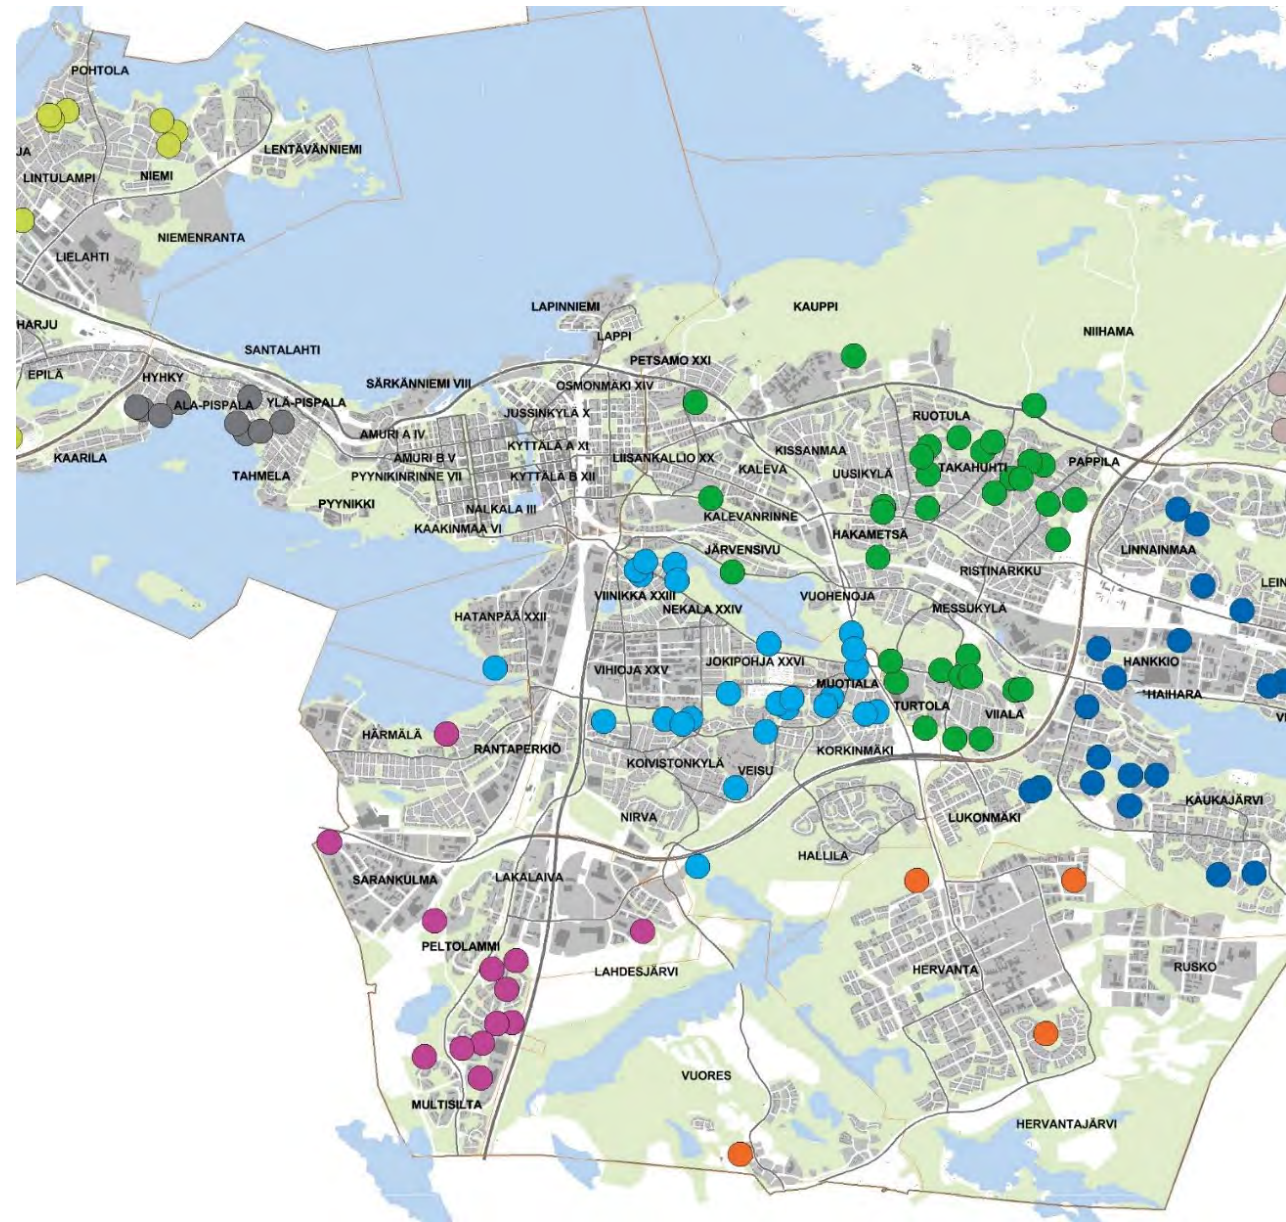 POHTOLA
JA
LINTULAMPI
NIEMI
LENTÄVÄNNIEMI
NIEMENRANTA
LIELAHTI
LAPINNIEMI
KAUPPI
HARJU
LAPPI
NIIHAMA
SANTALAHTI
PETSAMO XXI
EPILÄ
HYHKY
SÄRKÄNNIEMI VIII
OSMONMÄKI XIV
ALA-PISPALA
YLÄ-PISPALA
JUSSINKYLÄ X
RUOTULA
AMURI A IV
KYTTÄLÄ A XI
KISSANMAA
KAARILA
AMURI B V
LIISANKALLIO XX
KALEVA
UUSIKYLÄ
TAKAHUHTI
PAPPILA
TAHMELA
PYYNIKINRINNE VII
KYTTÄLÄ B XII
PYYNIKKI
NALKALA III
KALEVANRINNE
KAAKINMAA VI
HAKAMETSÄ
JÄRVENSIVU
LINNAINMAA
RISTINARKKU
LEIN
VIINIKKA XXIII
VUOHENOJA
NEKALA XXIV
MESSUKYLÄ
HATANPÄÄ XXII
VIHIOJA XXV
JOKIPOHJA XXVI
HANKKIO
MUOTIALA
HAIHARA
TURTOLA
VIIALA
VI
HÄRMÄLÄ
RANTAPERKIÖ
KORKINMÄKI
KOIVISTONKYLÄ
VEISU
KAUKAJÄRVI
NIRVA
LUKONMÄKI
HALLILA
SARANKULMA
LAKALAIVA
PELTOLAMMI
LAHDESJÄRVI
HERVANTA
RUSKO
VUORES
MULTISILTA
HERVANTAJÄRVI